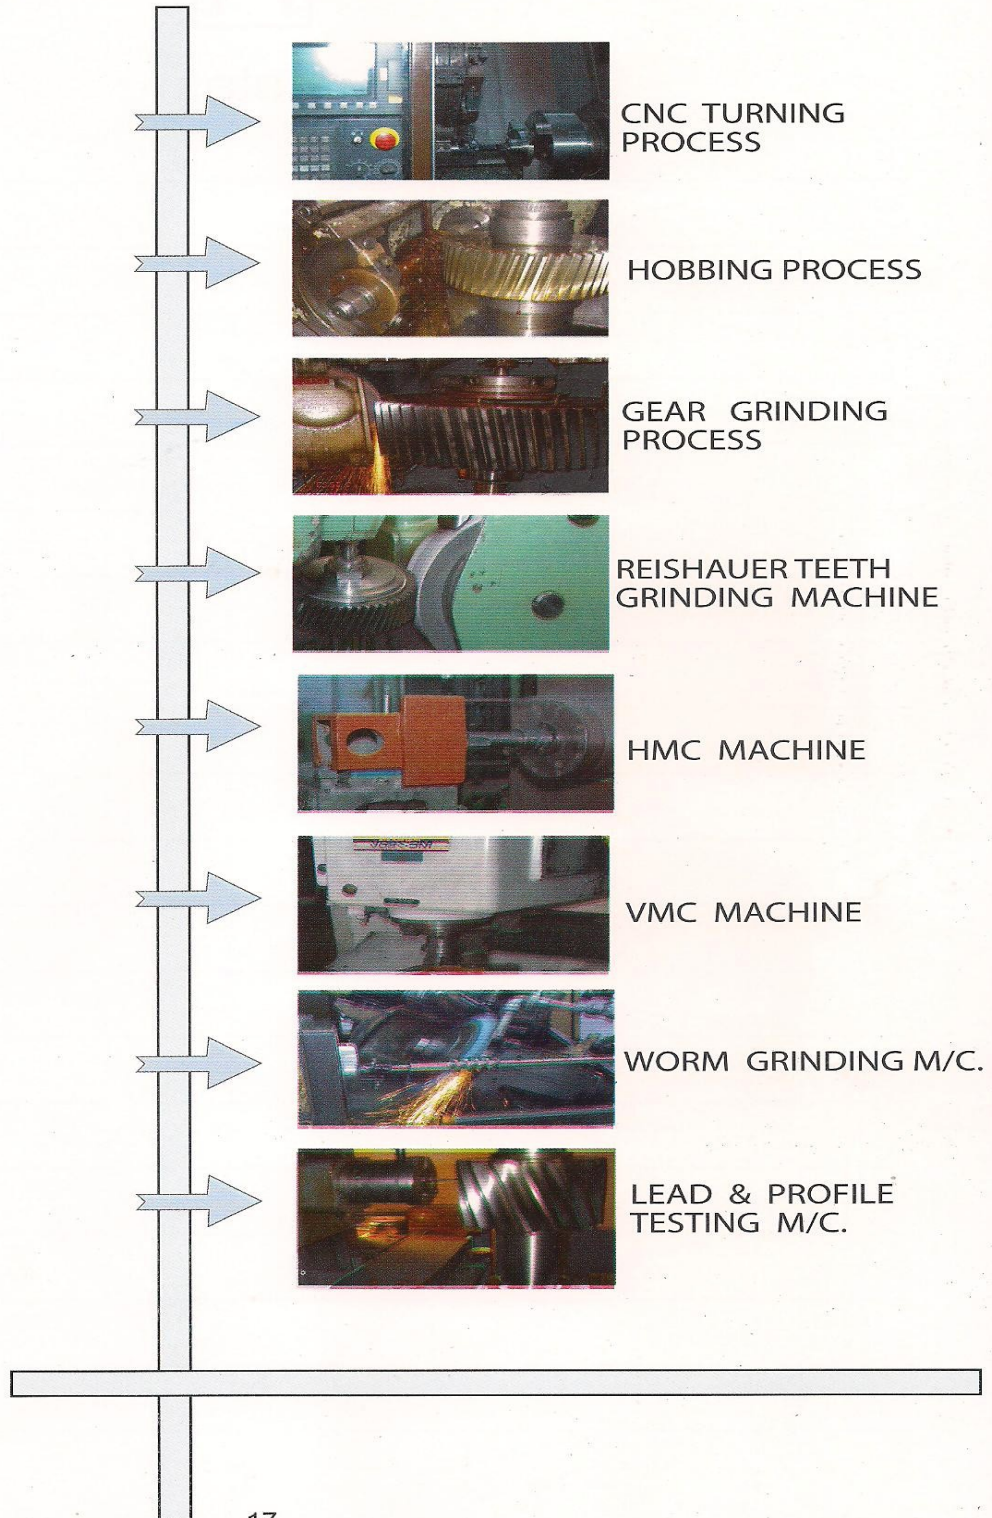 CNC TURNING
PROCESS
HOBBING PROCESS
GEAR GRINDING
PROCESS
REISHAUER TEETH
GRINDING MACHINE
HMC MACHINE
VMC MACHINE
WORM GRINDING M/C.
LEAD & PROFILE
TESTING M/C.
17